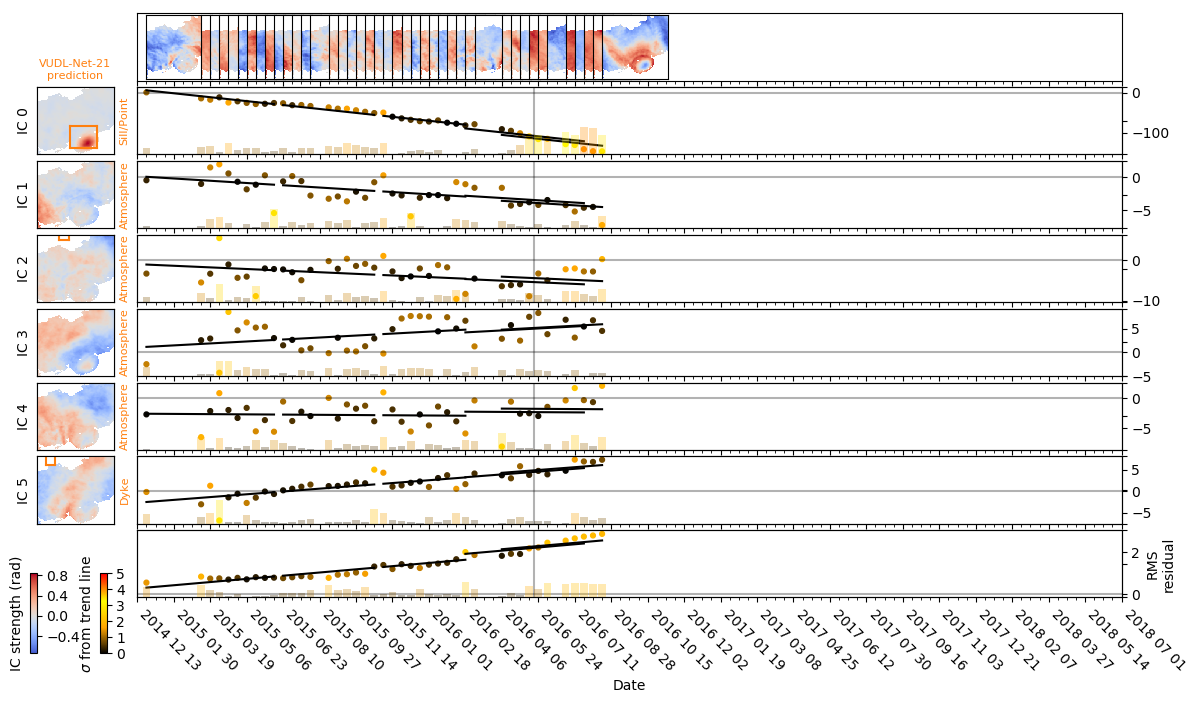 VUDL-Net-21
prediction
IC 0
Sill/Point
0
−100
IC 1
Atmosphere
0
−5
IC 2
Atmosphere
0
−10
IC 3
Atmosphere
5
0
−5
IC 4
Atmosphere
0
−5
IC 5
Dyke
5
0
−5
2
0
RMS
residual
IC strength (rad)
0.8
0.4
0.0
−0.4
σ from trend line
5
4
3
2
1
0
2014 12 13
2015 01 30
2015 03 19
2015 05 06
2015 06 23
2015 08 10
2015 09 27
2015 11 14
2016 01 01
2016 02 18
2016 04 06
2016 05 24
2016 07 11
2016 08 28
2016 10 15
2016 12 02
2017 01 19
2017 03 08
2017 04 25
2017 06 12
2017 07 30
2017 09 16
2017 11 03
2017 12 21
2018 02 07
2018 03 27
2018 05 14
2018 07 01
Date